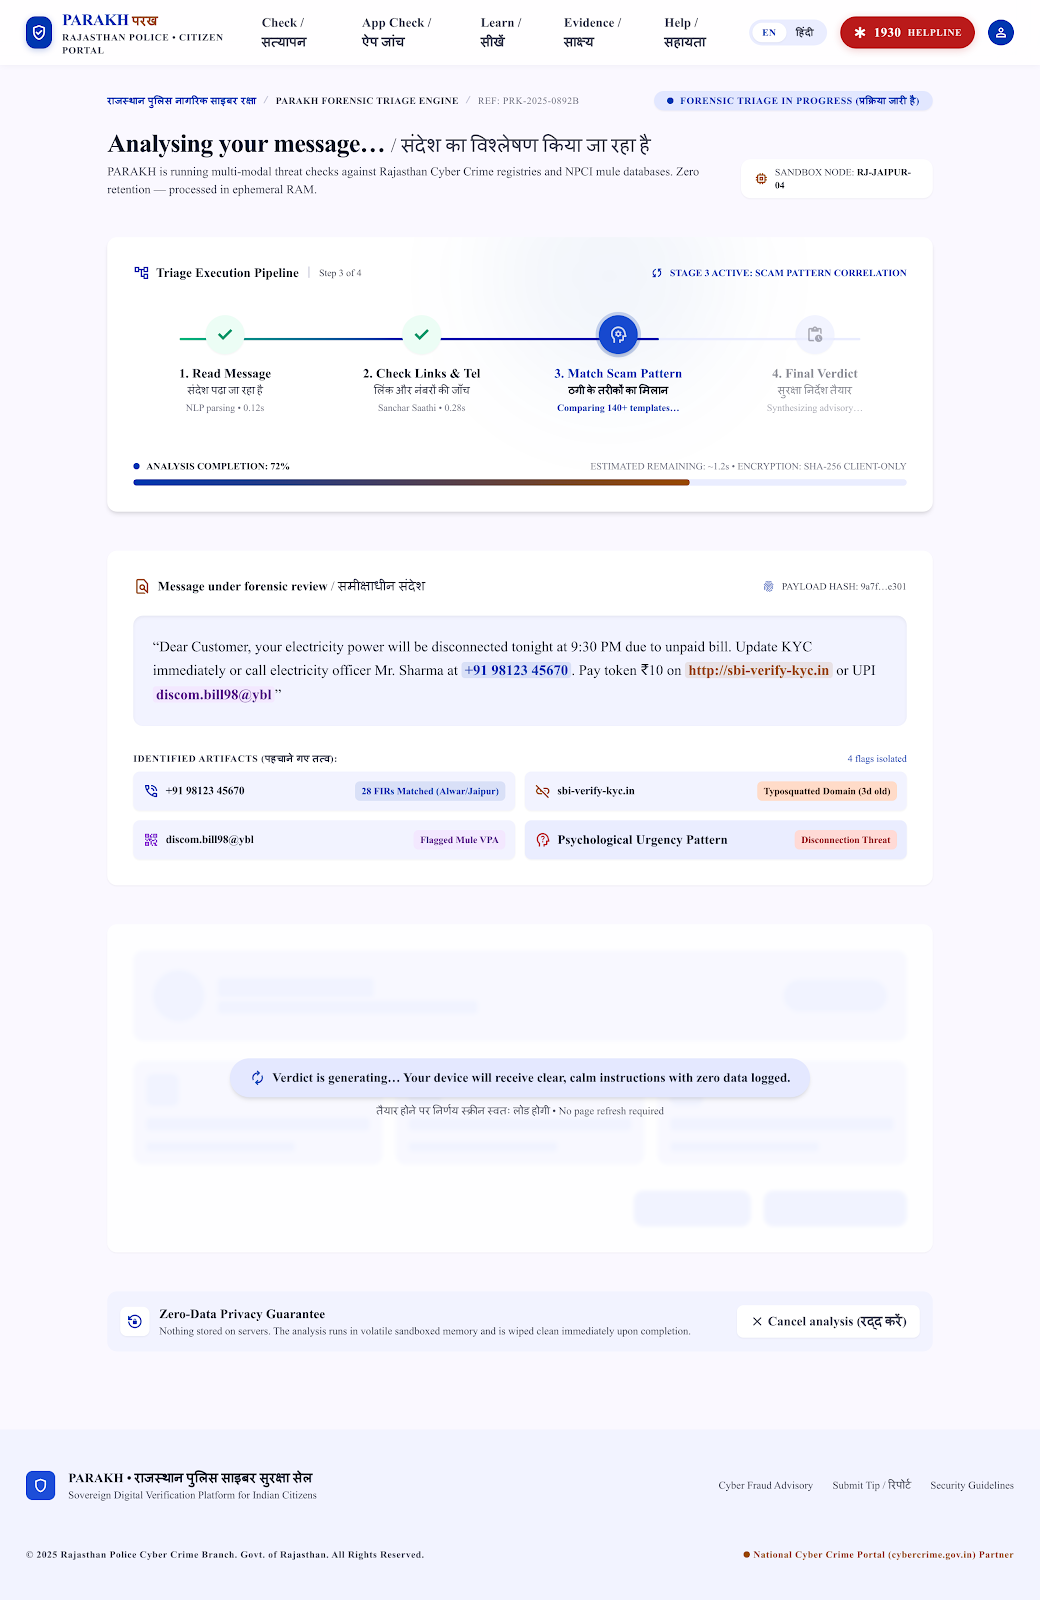 PARAKH परख
RAJASTHAN POLICE • CITIZEN
PORTAL
Check /
सत्यापन
App Check /
ऐप जांच
Learn /
सीखें
Evidence /
साक्ष्य
Help /
सहायता
EN
हिंदी
1930 HELPLINE
राजस्थान पुलिस नागरिक साइबर रक्षा / PARAKH FORENSIC TRIAGE ENGINE / REF: PRK-2025-0892B
FORENSIC TRIAGE IN PROGRESS (प्रक्रिया जारी है)
Analysing your message… / संदेश का विश्लेषण किया जा रहा है
PARAKH is running multi-modal threat checks against Rajasthan Cyber Crime registries and NPCI mule databases. Zero
retention — processed in ephemeral RAM.
SANDBOX NODE: RJ-JAIPUR-
04
Triage Execution Pipeline | Step 3 of 4
STAGE 3 ACTIVE: SCAM PATTERN CORRELATION
1. Read Message
संदेश पढ़ा जा रहा है
NLP parsing • 0.12s
2. Check Links & Tel
लिंक और नंबरों की जाँच
Sanchar Saathi • 0.28s
3. Match Scam Pattern
ठगी के तरीकों का मिलान
Comparing 140+ templates…
4. Final Verdict
सुरक्षा निर्देश तैयार
Synthesizing advisory…
ANALYSIS COMPLETION: 72%
ESTIMATED REMAINING: ~1.2s • ENCRYPTION: SHA-256 CLIENT-ONLY
Message under forensic review / समीक्षाधीन संदेश
PAYLOAD HASH: 9a7f…e301
“Dear Customer, your electricity power will be disconnected tonight at 9:30 PM due to unpaid bill. Update KYC
immediately or call electricity officer Mr. Sharma at +91 98123 45670. Pay token ₹10 on http://sbi-verify-kyc.in or UPI
discom.bill98@ybl”
IDENTIFIED ARTIFACTS (पहचाने गए तत्व):
4 flags isolated
+91 98123 45670
28 FIRs Matched (Alwar/Jaipur)
sbi-verify-kyc.in
Typosquatted Domain (3d old)
discom.bill98@ybl
Flagged Mule VPA
Psychological Urgency Pattern
Disconnection Threat
Verdict is generating… Your device will receive clear, calm instructions with zero data logged.
तैयार होने पर निर्णय स्क्रीन स्वतः लोड होगी • No page refresh required
Zero-Data Privacy Guarantee
Nothing stored on servers. The analysis runs in volatile sandboxed memory and is wiped clean immediately upon completion.
Cancel analysis (रद्द करें)
PARAKH • राजस्थान पुलिस साइबर सुरक्षा सेल
Sovereign Digital Verification Platform for Indian Citizens
Cyber Fraud Advisory
Submit Tip / रिपोर्ट
Security Guidelines
© 2025 Rajasthan Police Cyber Crime Branch. Govt. of Rajasthan. All Rights Reserved.
National Cyber Crime Portal (cybercrime.gov.in) Partner